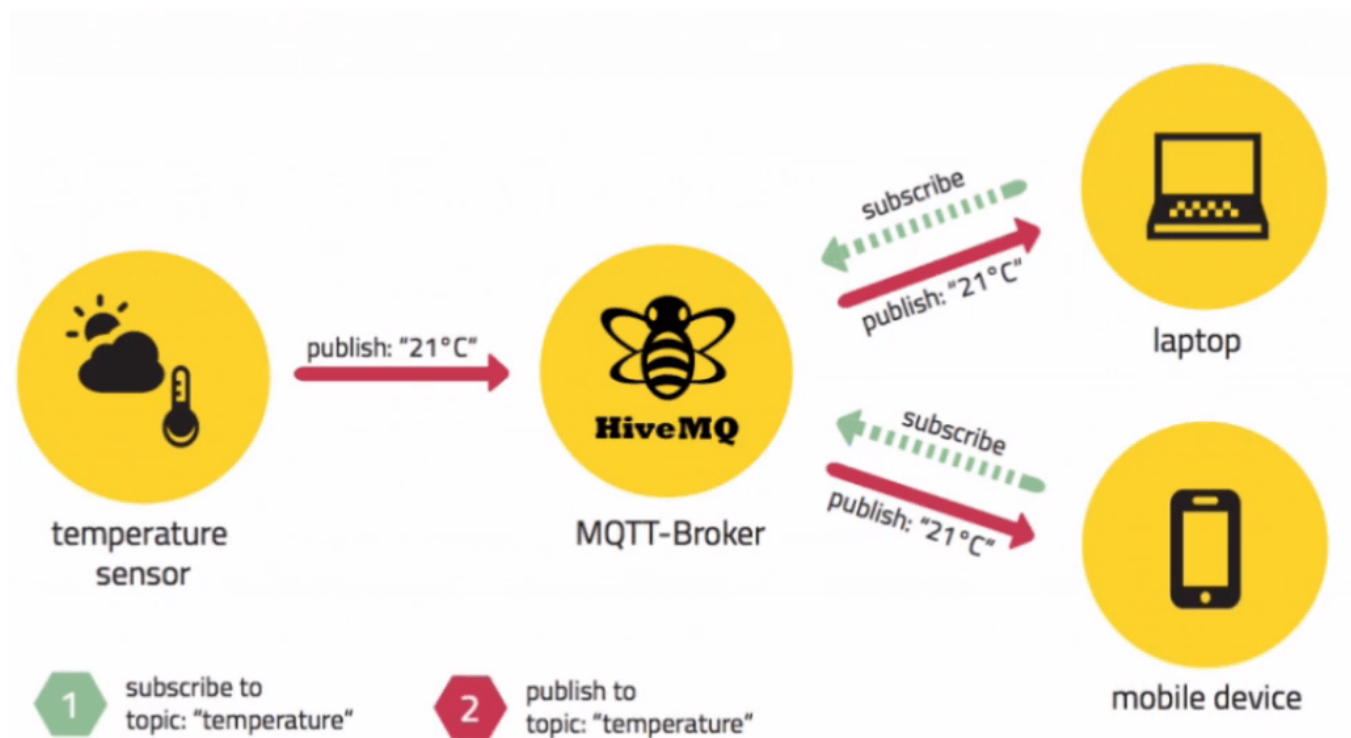 subscribe
publish: "21°C"
laptop
publish: "21°C"
HiveMQ
MQTT-Broker
temperature
sensor
subscribe
publish: "21°C"
mobile device
1
subscribe to
topic: "temperature"
2
publish to
topic: "temperature"